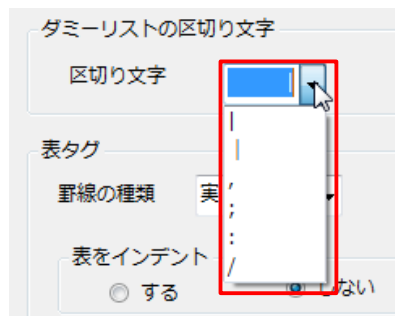 ダミーリストの区切り文字
区切り文字
|
|
|
,
;
:
/
表タグ
罫線の種類 実
表をインデント
する ない